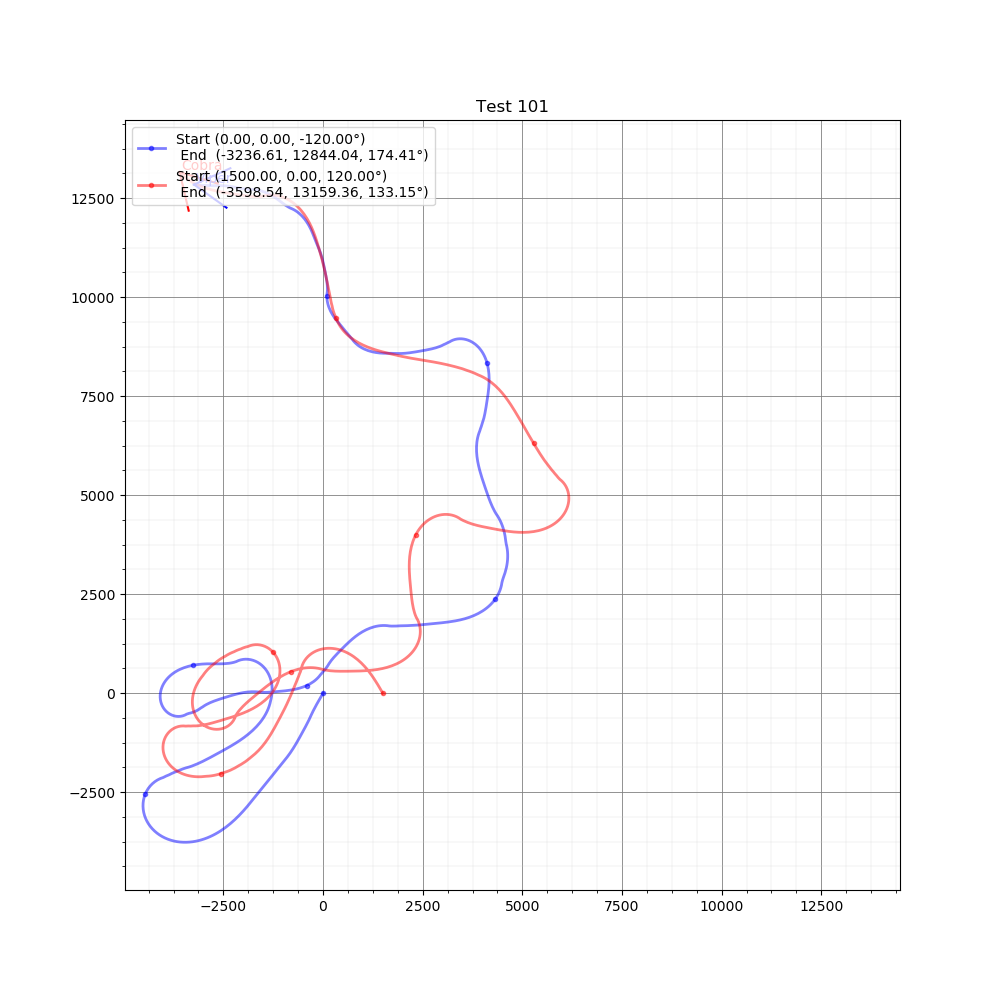 Test 101
Start (0.00, 0.00, -120.00°)
End (-3236.61, 12844.04, 174.41°)
Cobra
Start (1500.00, 0.00, 120.00°)
End (-3598.54, 13159.36, 133.15°)
12500
10000
7500
5000
2500
0
−2500
−2500
0
2500
5000
7500
10000
12500